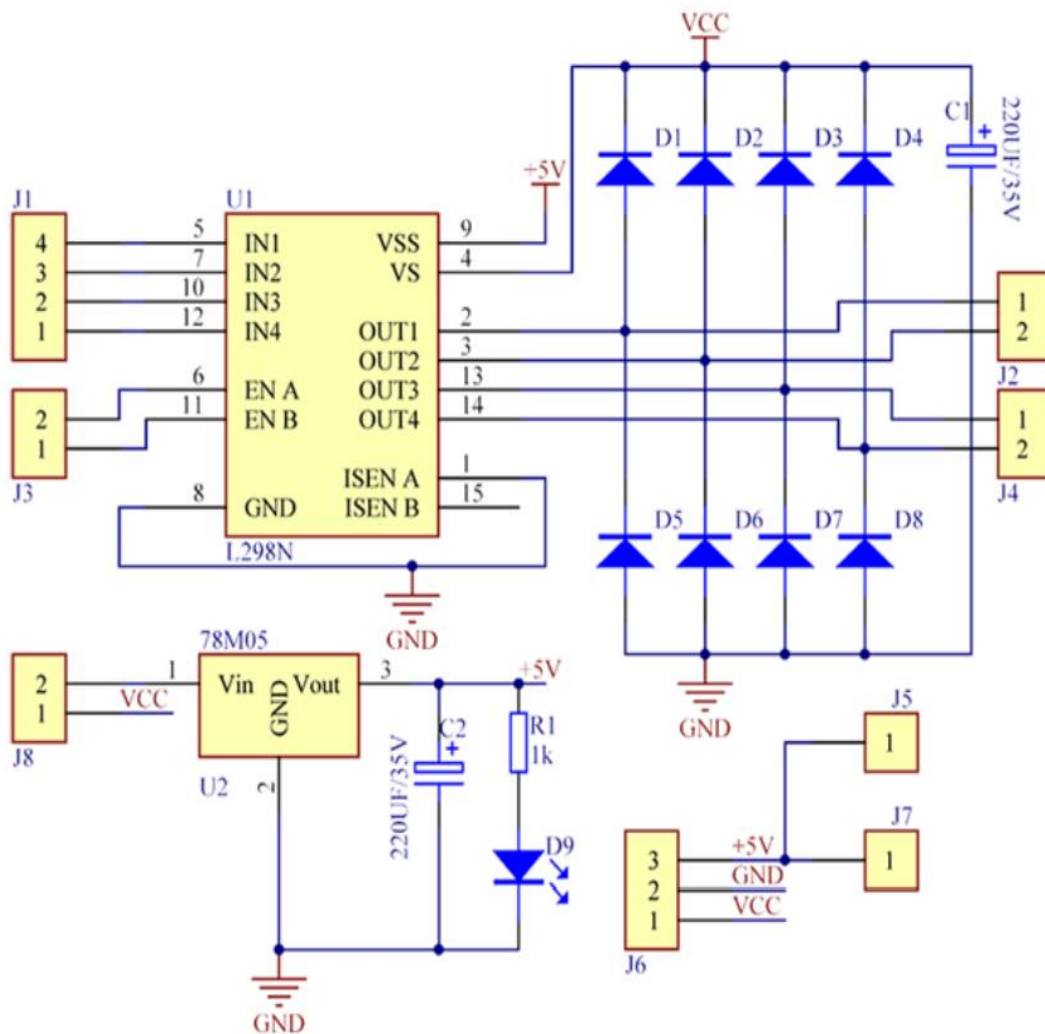 VCC
C1
220UF/35V
D1
D2
D3
D4
+5V
J1
U1
4
5
IN1
VSS
9
3
7
IN2
VS
4
2
10
IN3
1
12
IN4
OUT1
2
1
OUT2
3
2
6
EN A
OUT3
13
J2
2
11
EN B
OUT4
14
1
1
2
J3
ISEN A
1
J4
8
GND
ISEN B
15
L298N
D5
D6
D7
D8
GND
78M05
2
1
Vin
GND
Vout
3
+5V
GND
1
VCC
J8
U2
2
C2
220UF/35V
R1
1k
D9
J5
1
J7
3
+5V
1
2
GND
1
VCC
J6
GND